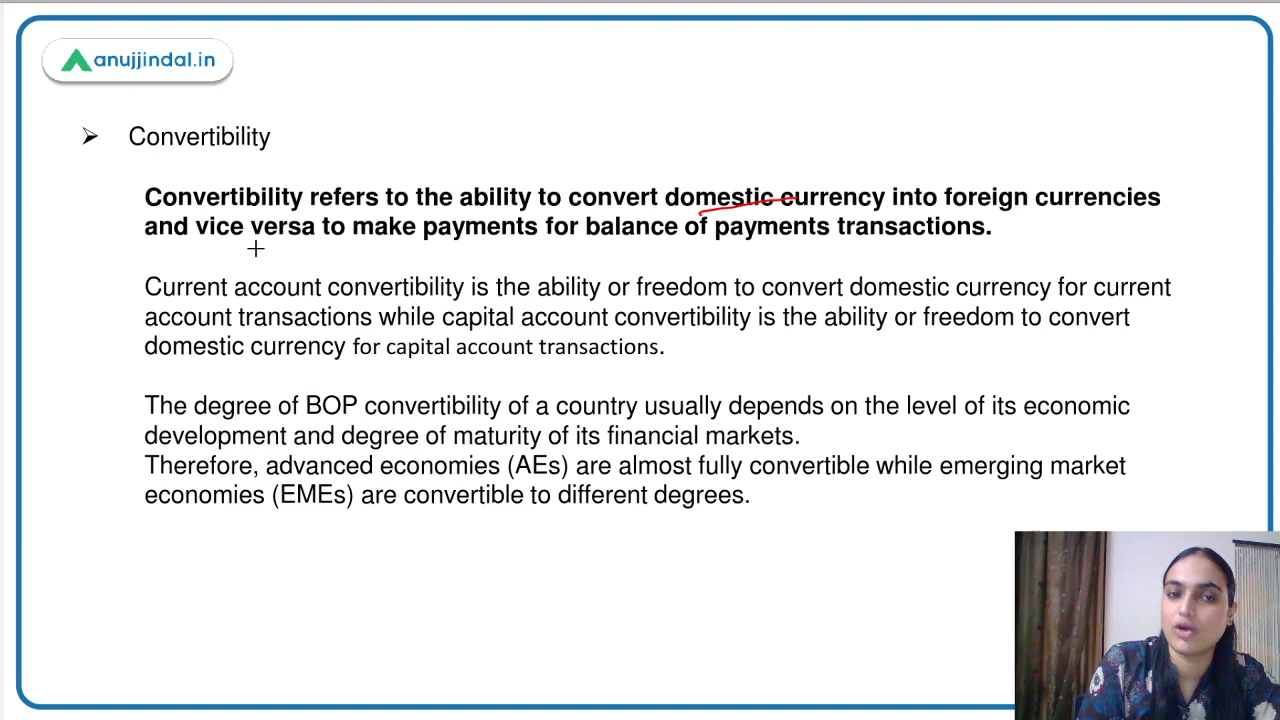 anujjindal.in
➢ Convertibility
Convertibility refers to the ability to convert domestic currency into foreign currencies
and vice versa to make payments for balance of payments transactions.
Current account convertibility is the ability or freedom to convert domestic currency for current
account transactions while capital account convertibility is the ability or freedom to convert
domestic currency for capital account transactions.
The degree of BOP convertibility of a country usually depends on the level of its economic
development and degree of maturity of its financial markets.
Therefore, advanced economies (AEs) are almost fully convertible while emerging market
economies (EMEs) are convertible to different degrees.